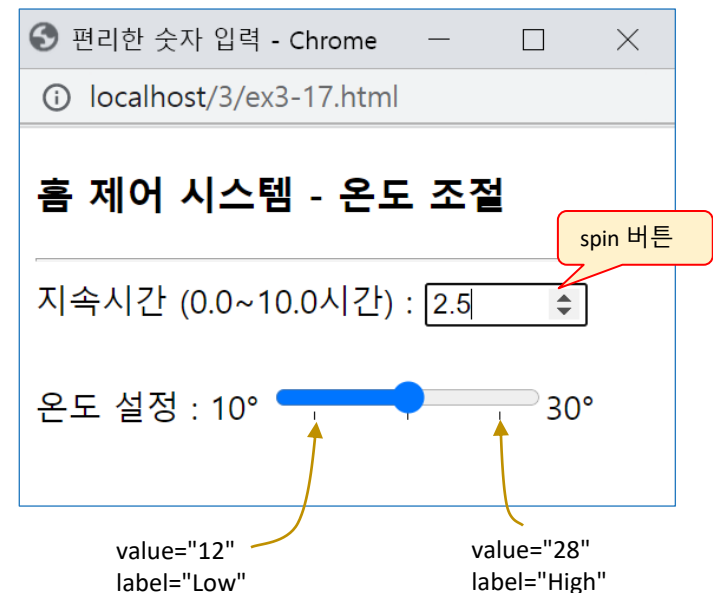 편리한 숫자 입력 - Chrome
localhost/3/ex3-17.html
홈 제어 시스템 - 온도 조절
spin 버튼
지속시간 (0.0~10.0시간) : 2.5
온도 설정 : 10° 30°
value="12"
label="Low"
value="28"
label="High"